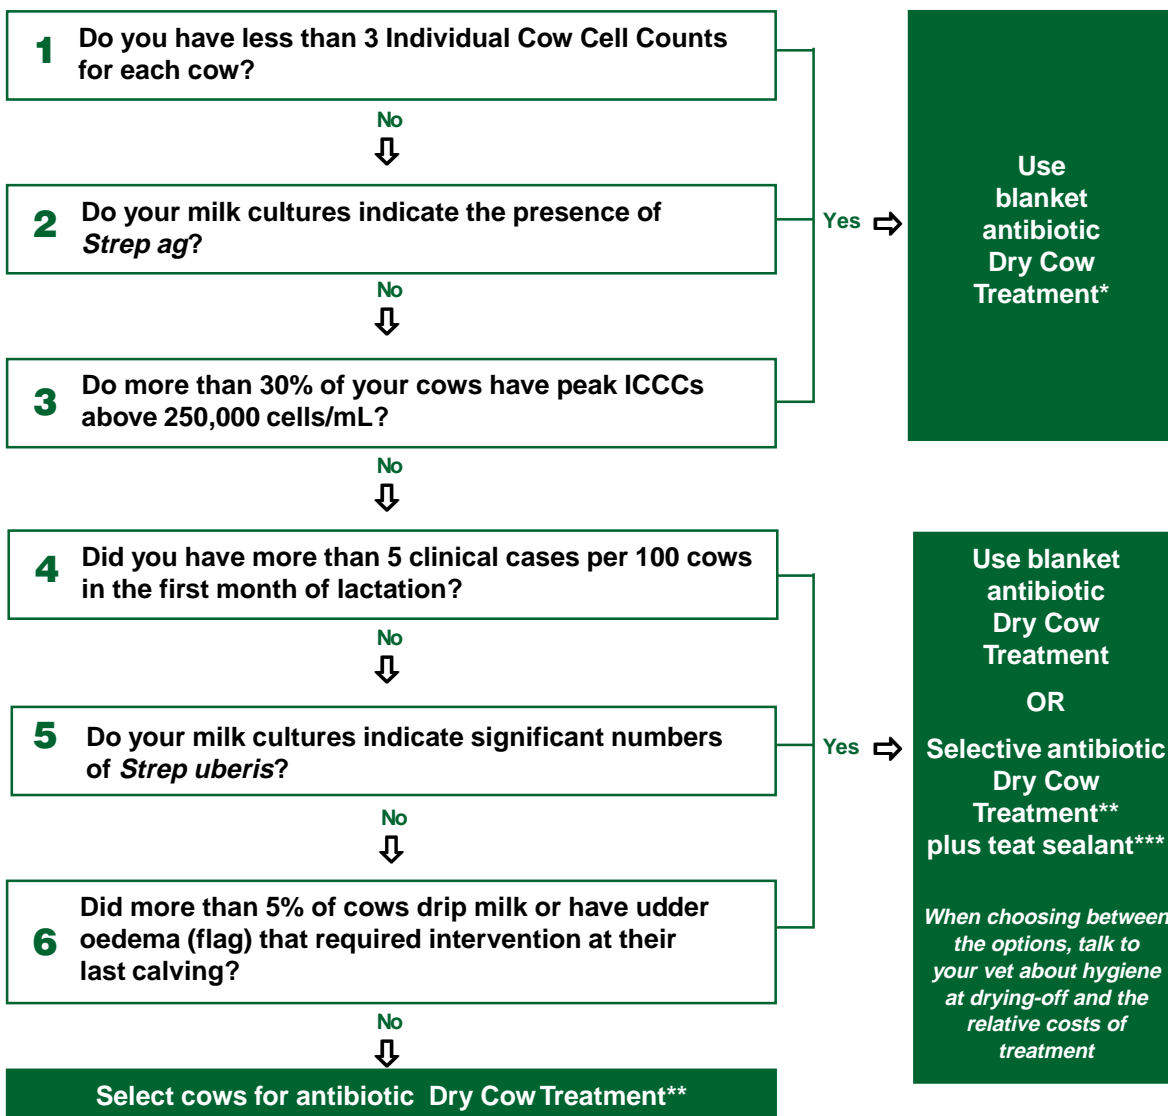 1 Do you have less than 3 Individual Cow Cell Counts
for each cow?
No
2 Do your milk cultures indicate the presence of
Strep ag?
Yes
Use
blanket
antibiotic
Dry Cow
Treatment*
No
3 Do more than 30% of your cows have peak ICCCs
above 250,000 cells/mL?
No
4 Did you have more than 5 clinical cases per 100 cows
in the first month of lactation?
No
5 Do your milk cultures indicate significant numbers
of Strep uberis?
Yes
Use blanket
antibiotic
Dry Cow
Treatment
OR
Selective antibiotic
Dry Cow
Treatment**
plus teat sealant***
When choosing between
the options, talk to
your vet about hygiene
at drying-off and the
relative costs of
treatment
No
6 Did more than 5% of cows drip milk or have udder
oedema (flag) that required intervention at their
last calving?
No
Select cows for antibiotic Dry Cow Treatment**